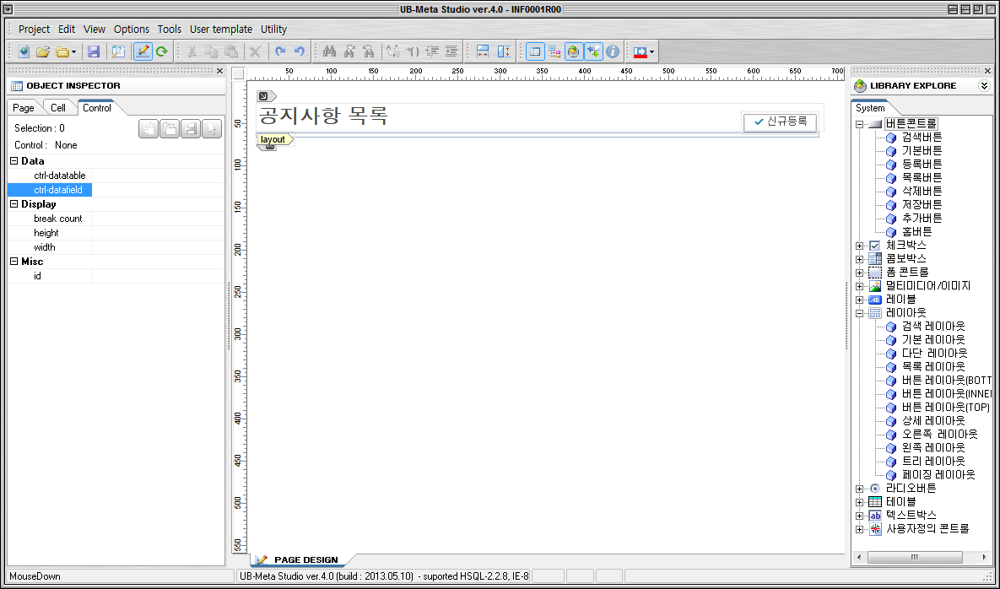 UB-Meta Studio ver.4.0 - INF0001R00
Project Edit View Options Tools User template Utility
OBJECT INSPECTOR
Page Cell Control
Selection : 0
Control : None
Data
ctrl-datatable
ctrl-datafield
Display
break count
height
width
Misc
id
50 100 150 200 250 300 350 400 450 500 550 600 650 700
공지사항 목록
신규등록
layout
50
100
150
200
250
300
350
400
450
500
550
PAGE DESIGN
LIBRARY EXPLORE
System
버튼콘트롤
검색버튼
기본버튼
등록버튼
목록버튼
삭제버튼
저장버튼
추가버튼
홈버튼
체크박스
콤보박스
폼 콘트롤
멀티미디어/이미지
AB 레이블
레이아웃
검색 레이아웃
기본 레이아웃
다단 레이아웃
목록 레이아웃
버튼 레이아웃(BOTT
버튼 레이아웃(INNEI
버튼 레이아웃(TOP)
상세 레이아웃
오른쪽 레이아웃
왼쪽 레이아웃
트리 레이아웃
페이징 레이아웃
라디오버튼
테이블
ab 텍스트박스
사용자정의 콘트롤
MouseDown
UB-Meta Studio ver.4.0 (build : 2013.05.10) - suported HSQL-2.2.8, IE-8